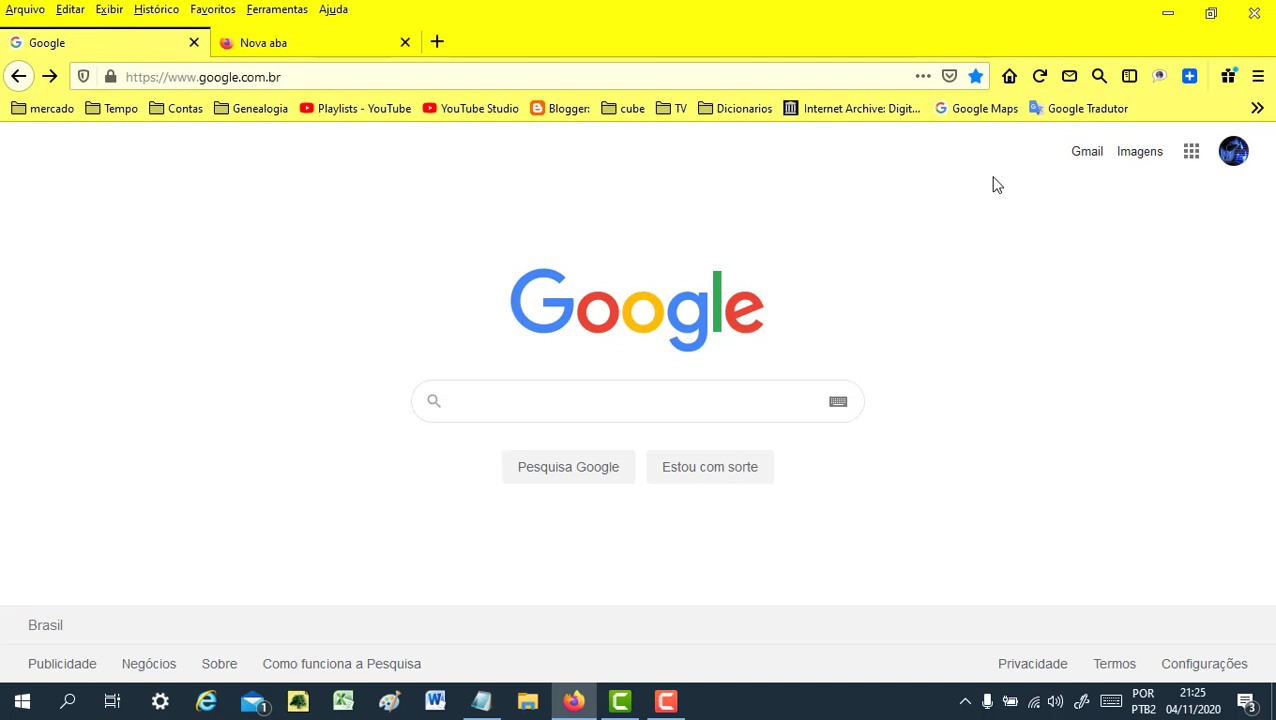 Arquivo Editar Exibir Histórico Favoritos Ferramentas Ajuda
Google Nova aba
https://www.google.com.br
mercado Tempo Contas Genealogia Playlists - YouTube YouTube Studio Blogger: cube TV Dicionarios Internet Archive: Digit... Google Maps Google Tradutor
Gmail Imagens
Google
Pesquisa Google Estou com sorte
Brasil
Publicidade Negócios Sobre Como funciona a Pesquisa Privacidade Termos Configurações
1 POR 21:25
PTB2 04/11/2020 3